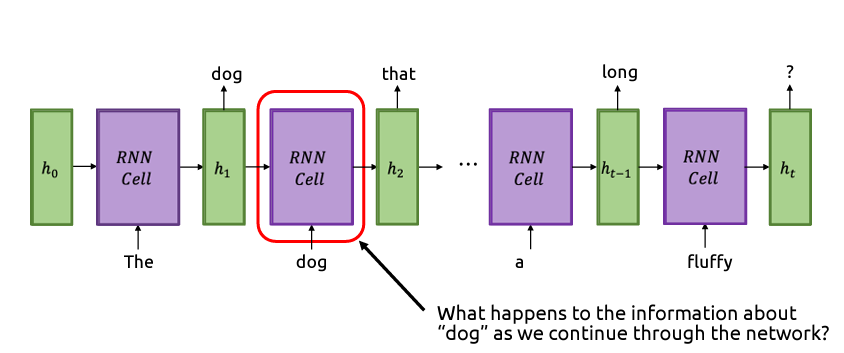 dog that long ?
h₀ RNN Cell h₁ RNN Cell h₂ ... RNN Cell hₜ₋₁ RNN Cell hₜ
The dog a fluffy
What happens to the information about
“dog” as we continue through the network?